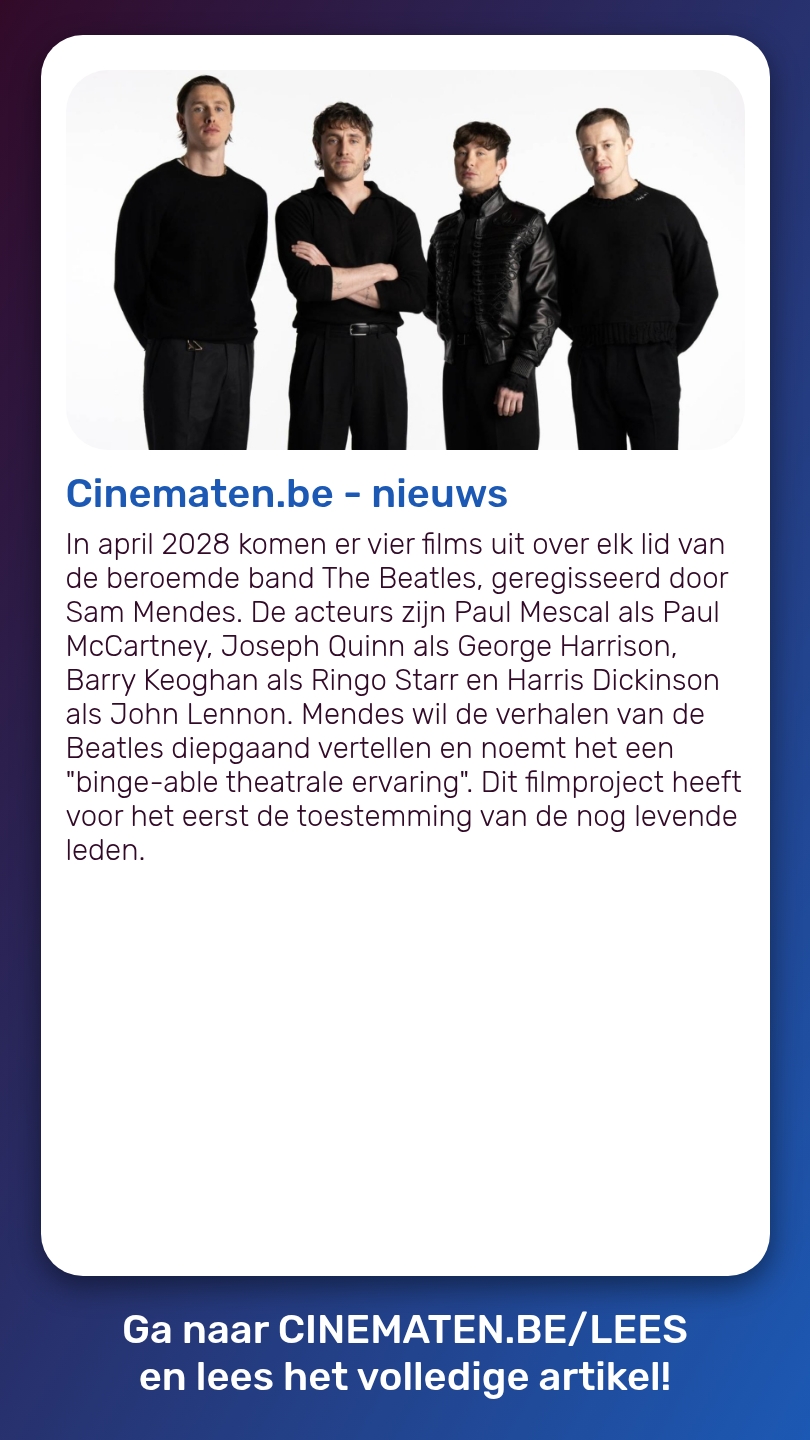 Cinematen.be - nieuws
In april 2028 komen er vier films uit over elk lid van
de beroemde band The Beatles, geregisseerd door
Sam Mendes. De acteurs zijn Paul Mescal als Paul
McCartney, Joseph Quinn als George Harrison,
Barry Keoghan als Ringo Starr en Harris Dickinson
als John Lennon. Mendes wil de verhalen van de
Beatles diepgaand vertellen en noemt het een
"binge-able theatrale ervaring". Dit filmproject heeft
voor het eerst de toestemming van de nog levende
leden.
Ga naar CINEMATEN.BE/LEES
en lees het volledige artikel!